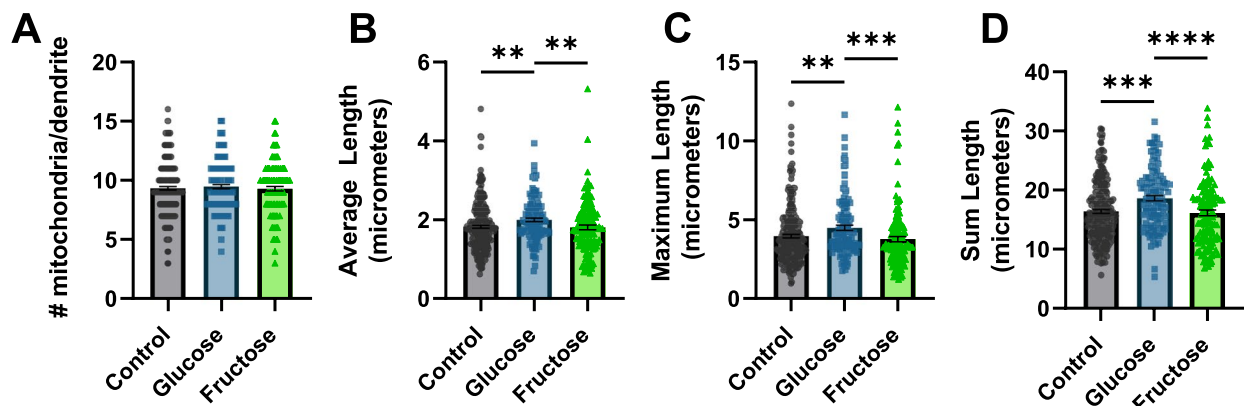 A
# mitochondria/dendrite
20
15
10
5
0
Control
Glucose
Fructose
B
Average Length
(micrometers)
6
4
2
0
** **
Control
Glucose
Fructose
C
Maximum Length
(micrometers)
15
10
5
0
***
**
Control
Glucose
Fructose
D
Sum Length
(micrometers)
40
30
20
10
0
****
***
Control
Glucose
Fructose